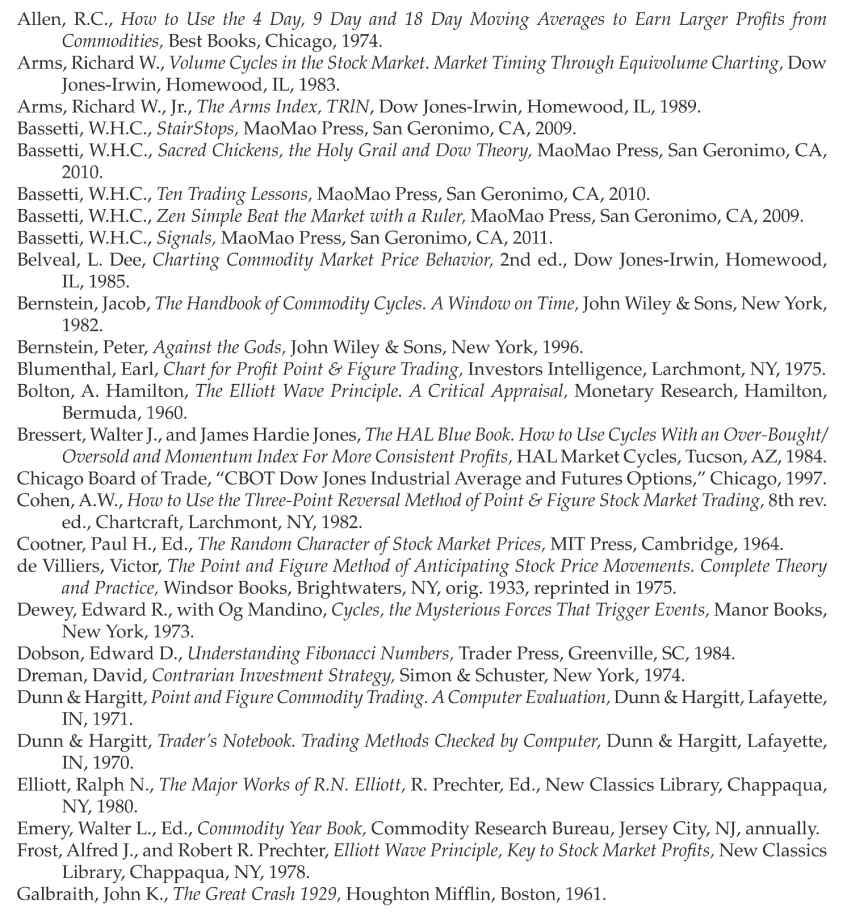 Allen, R.C., How to Use the 4 Day, 9 Day and 18 Day Moving Averages to Earn Larger Profits from
Commodities, Best Books, Chicago, 1974.
Arms, Richard W., Volume Cycles in the Stock Market. Market Timing Through Equivolume Charting, Dow
Jones-Irwin, Homewood, IL, 1983.
Arms, Richard W., Jr., The Arms Index, TRIN, Dow Jones-Irwin, Homewood, IL, 1989.
Bassetti, W.H.C., StairStops, MaoMao Press, San Geronimo, CA, 2009.
Bassetti, W.H.C., Sacred Chickens, the Holy Grail and Dow Theory, MaoMao Press, San Geronimo, CA,
2010.
Bassetti, W.H.C., Ten Trading Lessons, MaoMao Press, San Geronimo, CA, 2010.
Bassetti, W.H.C., Zen Simple Beat the Market with a Ruler, MaoMao Press, San Geronimo, CA, 2009.
Bassetti, W.H.C., Signals, MaoMao Press, San Geronimo, CA, 2011.
Belveal, L. Dee, Charting Commodity Market Price Behavior, 2nd ed., Dow Jones-Irwin, Homewood,
IL, 1985.
Bernstein, Jacob, The Handbook of Commodity Cycles. A Window on Time, John Wiley & Sons, New York,
1982.
Bernstein, Peter, Against the Gods, John Wiley & Sons, New York, 1996.
Blumenthal, Earl, Chart for Profit Point & Figure Trading, Investors Intelligence, Larchmont, NY, 1975.
Bolton, A. Hamilton, The Elliott Wave Principle. A Critical Appraisal, Monetary Research, Hamilton,
Bermuda, 1960.
Bressert, Walter J., and James Hardie Jones, The HAL Blue Book. How to Use Cycles With an Over-Bought/
Oversold and Momentum Index For More Consistent Profits, HAL Market Cycles, Tucson, AZ, 1984.
Chicago Board of Trade, “CBOT Dow Jones Industrial Average and Futures Options,” Chicago, 1997.
Cohen, A.W., How to Use the Three-Point Reversal Method of Point & Figure Stock Market Trading, 8th rev.
ed., Chartcraft, Larchmont, NY, 1982.
Cootner, Paul H., Ed., The Random Character of Stock Market Prices, MIT Press, Cambridge, 1964.
de Villiers, Victor, The Point and Figure Method of Anticipating Stock Price Movements. Complete Theory
and Practice, Windsor Books, Brightwaters, NY, orig. 1933, reprinted in 1975.
Dewey, Edward R., with Og Mandino, Cycles, the Mysterious Forces That Trigger Events, Manor Books,
New York, 1973.
Dobson, Edward D., Understanding Fibonacci Numbers, Trader Press, Greenville, SC, 1984.
Dreman, David, Contrarian Investment Strategy, Simon & Schuster, New York, 1974.
Dunn & Hargitt, Point and Figure Commodity Trading. A Computer Evaluation, Dunn & Hargitt, Lafayette,
IN, 1971.
Dunn & Hargitt, Trader’s Notebook. Trading Methods Checked by Computer, Dunn & Hargitt, Lafayette,
IN, 1970.
Elliott, Ralph N., The Major Works of R.N. Elliott, R. Prechter, Ed., New Classics Library, Chappaqua,
NY, 1980.
Emery, Walter L., Ed., Commodity Year Book, Commodity Research Bureau, Jersey City, NJ, annually.
Frost, Alfred J., and Robert R. Prechter, Elliott Wave Principle, Key to Stock Market Profits, New Classics
Library, Chappaqua, NY, 1978.
Galbraith, John K., The Great Crash 1929, Houghton Mifflin, Boston, 1961.